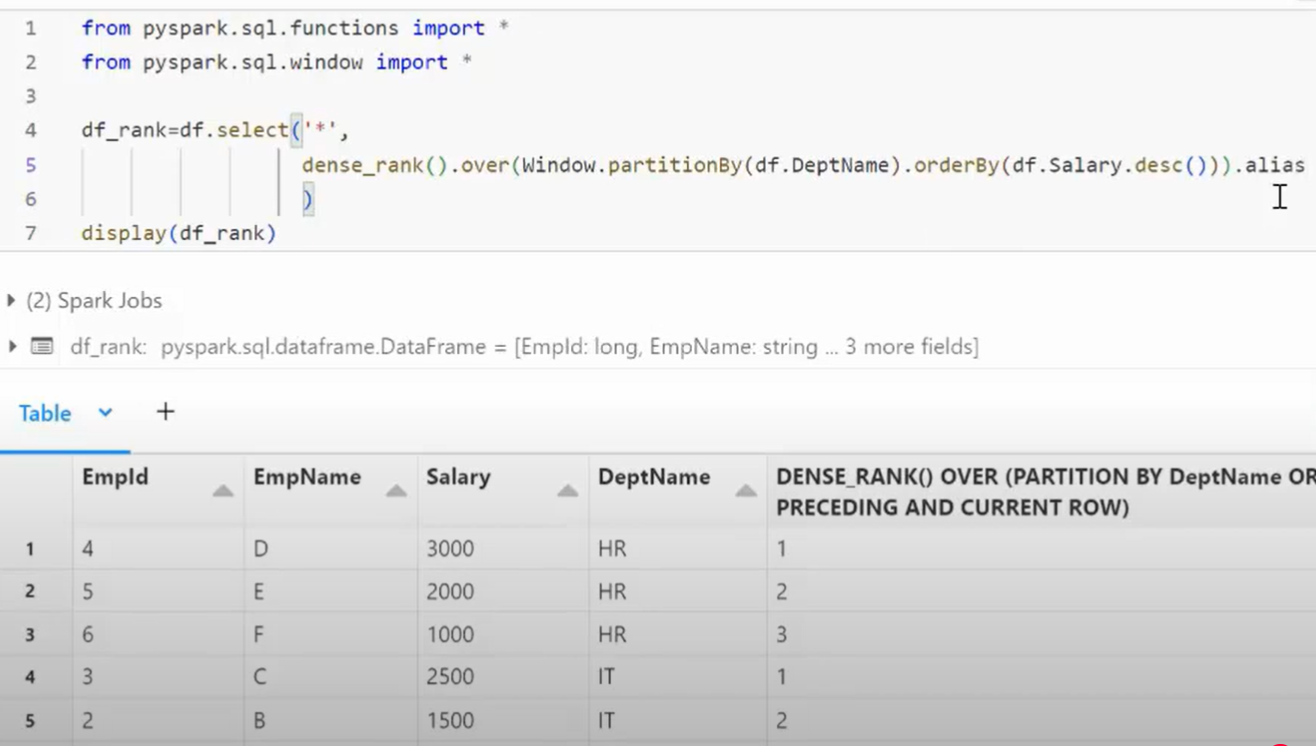 1 from pyspark.sql.functions import *
2 from pyspark.sql.window import *
3
4 df_rank=df.select('*',
5 dense_rank().over(Window.partitionBy(df.DeptName).orderBy(df.Salary.desc())).alias
6 )
7 display(df_rank)
(2) Spark Jobs
df_rank: pyspark.sql.dataframe.DataFrame = [EmpId: long, EmpName: string ... 3 more fields]
Table +
EmpId EmpName Salary DeptName DENSE_RANK() OVER (PARTITION BY DeptName OR
PRECEDING AND CURRENT ROW)
1 4 D 3000 HR 1
2 5 E 2000 HR 2
3 6 F 1000 HR 3
4 3 C 2500 IT 1
5 2 B 1500 IT 2